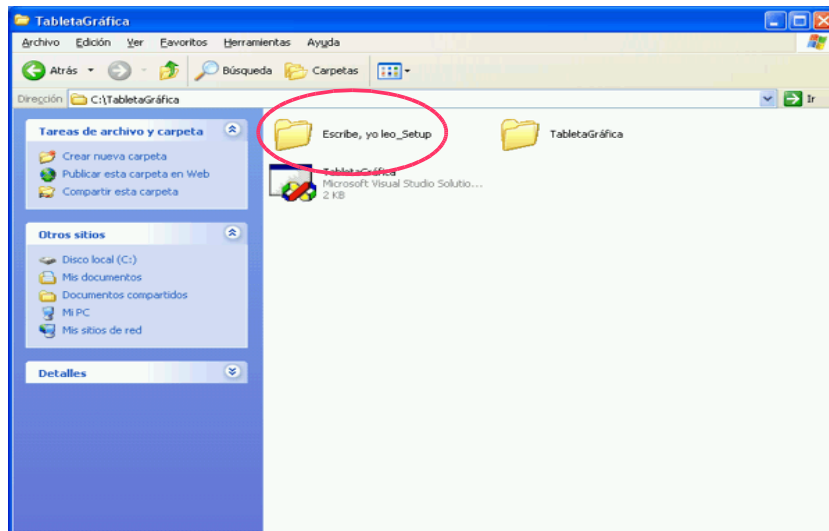 TabletaGráfica
Archivo Edición Ver Favoritos Herramientas Ayuda
Atrás Búsqueda Carpetas
Dirección C:\TabletaGráfica Ir
Tareas de archivo y carpeta
Crear nueva carpeta
Publicar esta carpeta en Web
Compartir esta carpeta
Otros sitios
Disco local (C:)
Mis documentos
Documentos compartidos
Mi PC
Mis sitios de red
Detalles
Escribe, yo leo_Setup
TabletaGráfica
TabletaGráfica
Microsoft Visual Studio Solutio...
2 KB